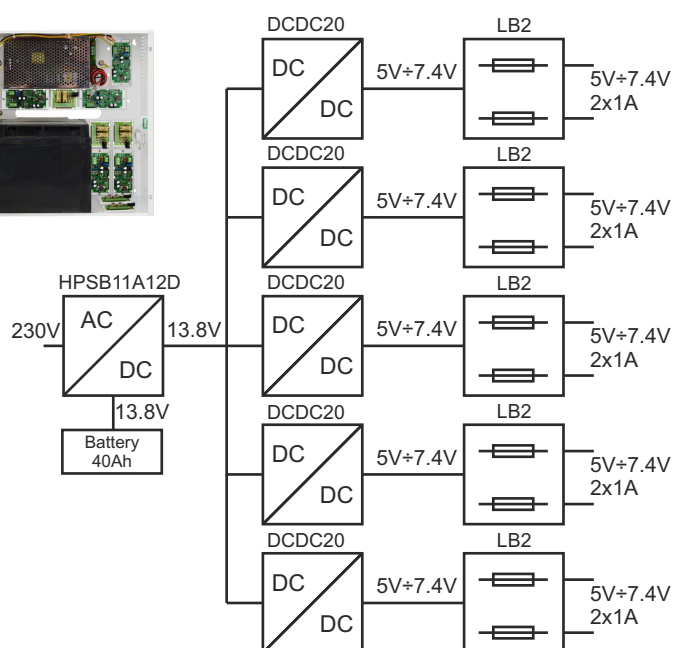 DCDC20
LB2
DC
DC
5V÷7.4V
5V÷7.4V
2x1A
DCDC20
LB2
DC
DC
5V÷7.4V
5V÷7.4V
2x1A
HPSB11A12D
230V
AC
DC
13.8V
13.8V
Battery
40Ah
DCDC20
LB2
DC
DC
5V÷7.4V
5V÷7.4V
2x1A
DCDC20
LB2
DC
DC
5V÷7.4V
5V÷7.4V
2x1A
DCDC20
LB2
DC
DC
5V÷7.4V
5V÷7.4V
2x1A